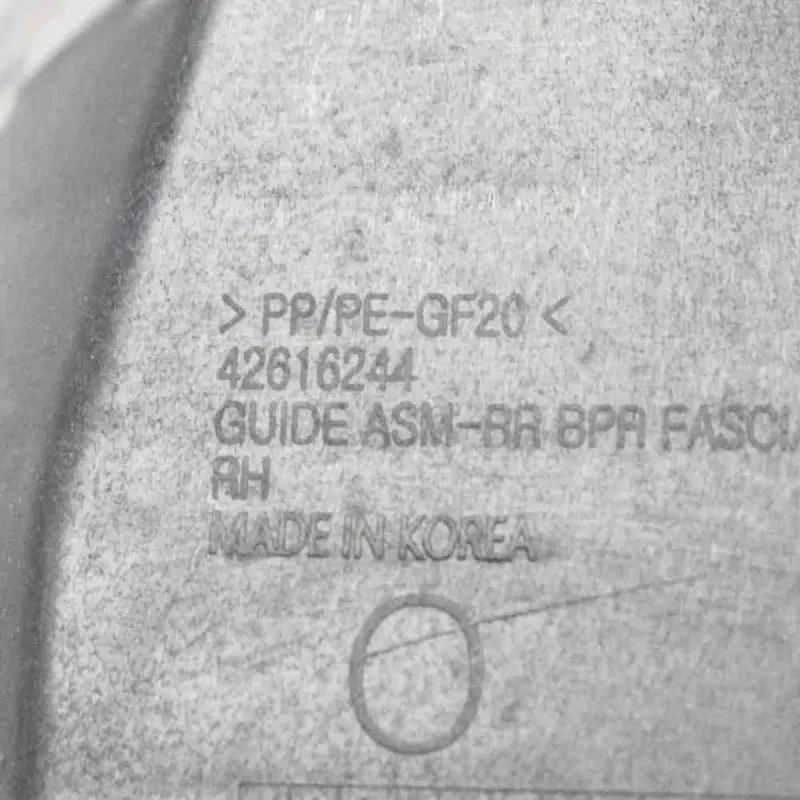 >PP/PE-GF20<
42616244
GUIDE ASM-RR BPR FASCIA
RH
MADE IN KOREA